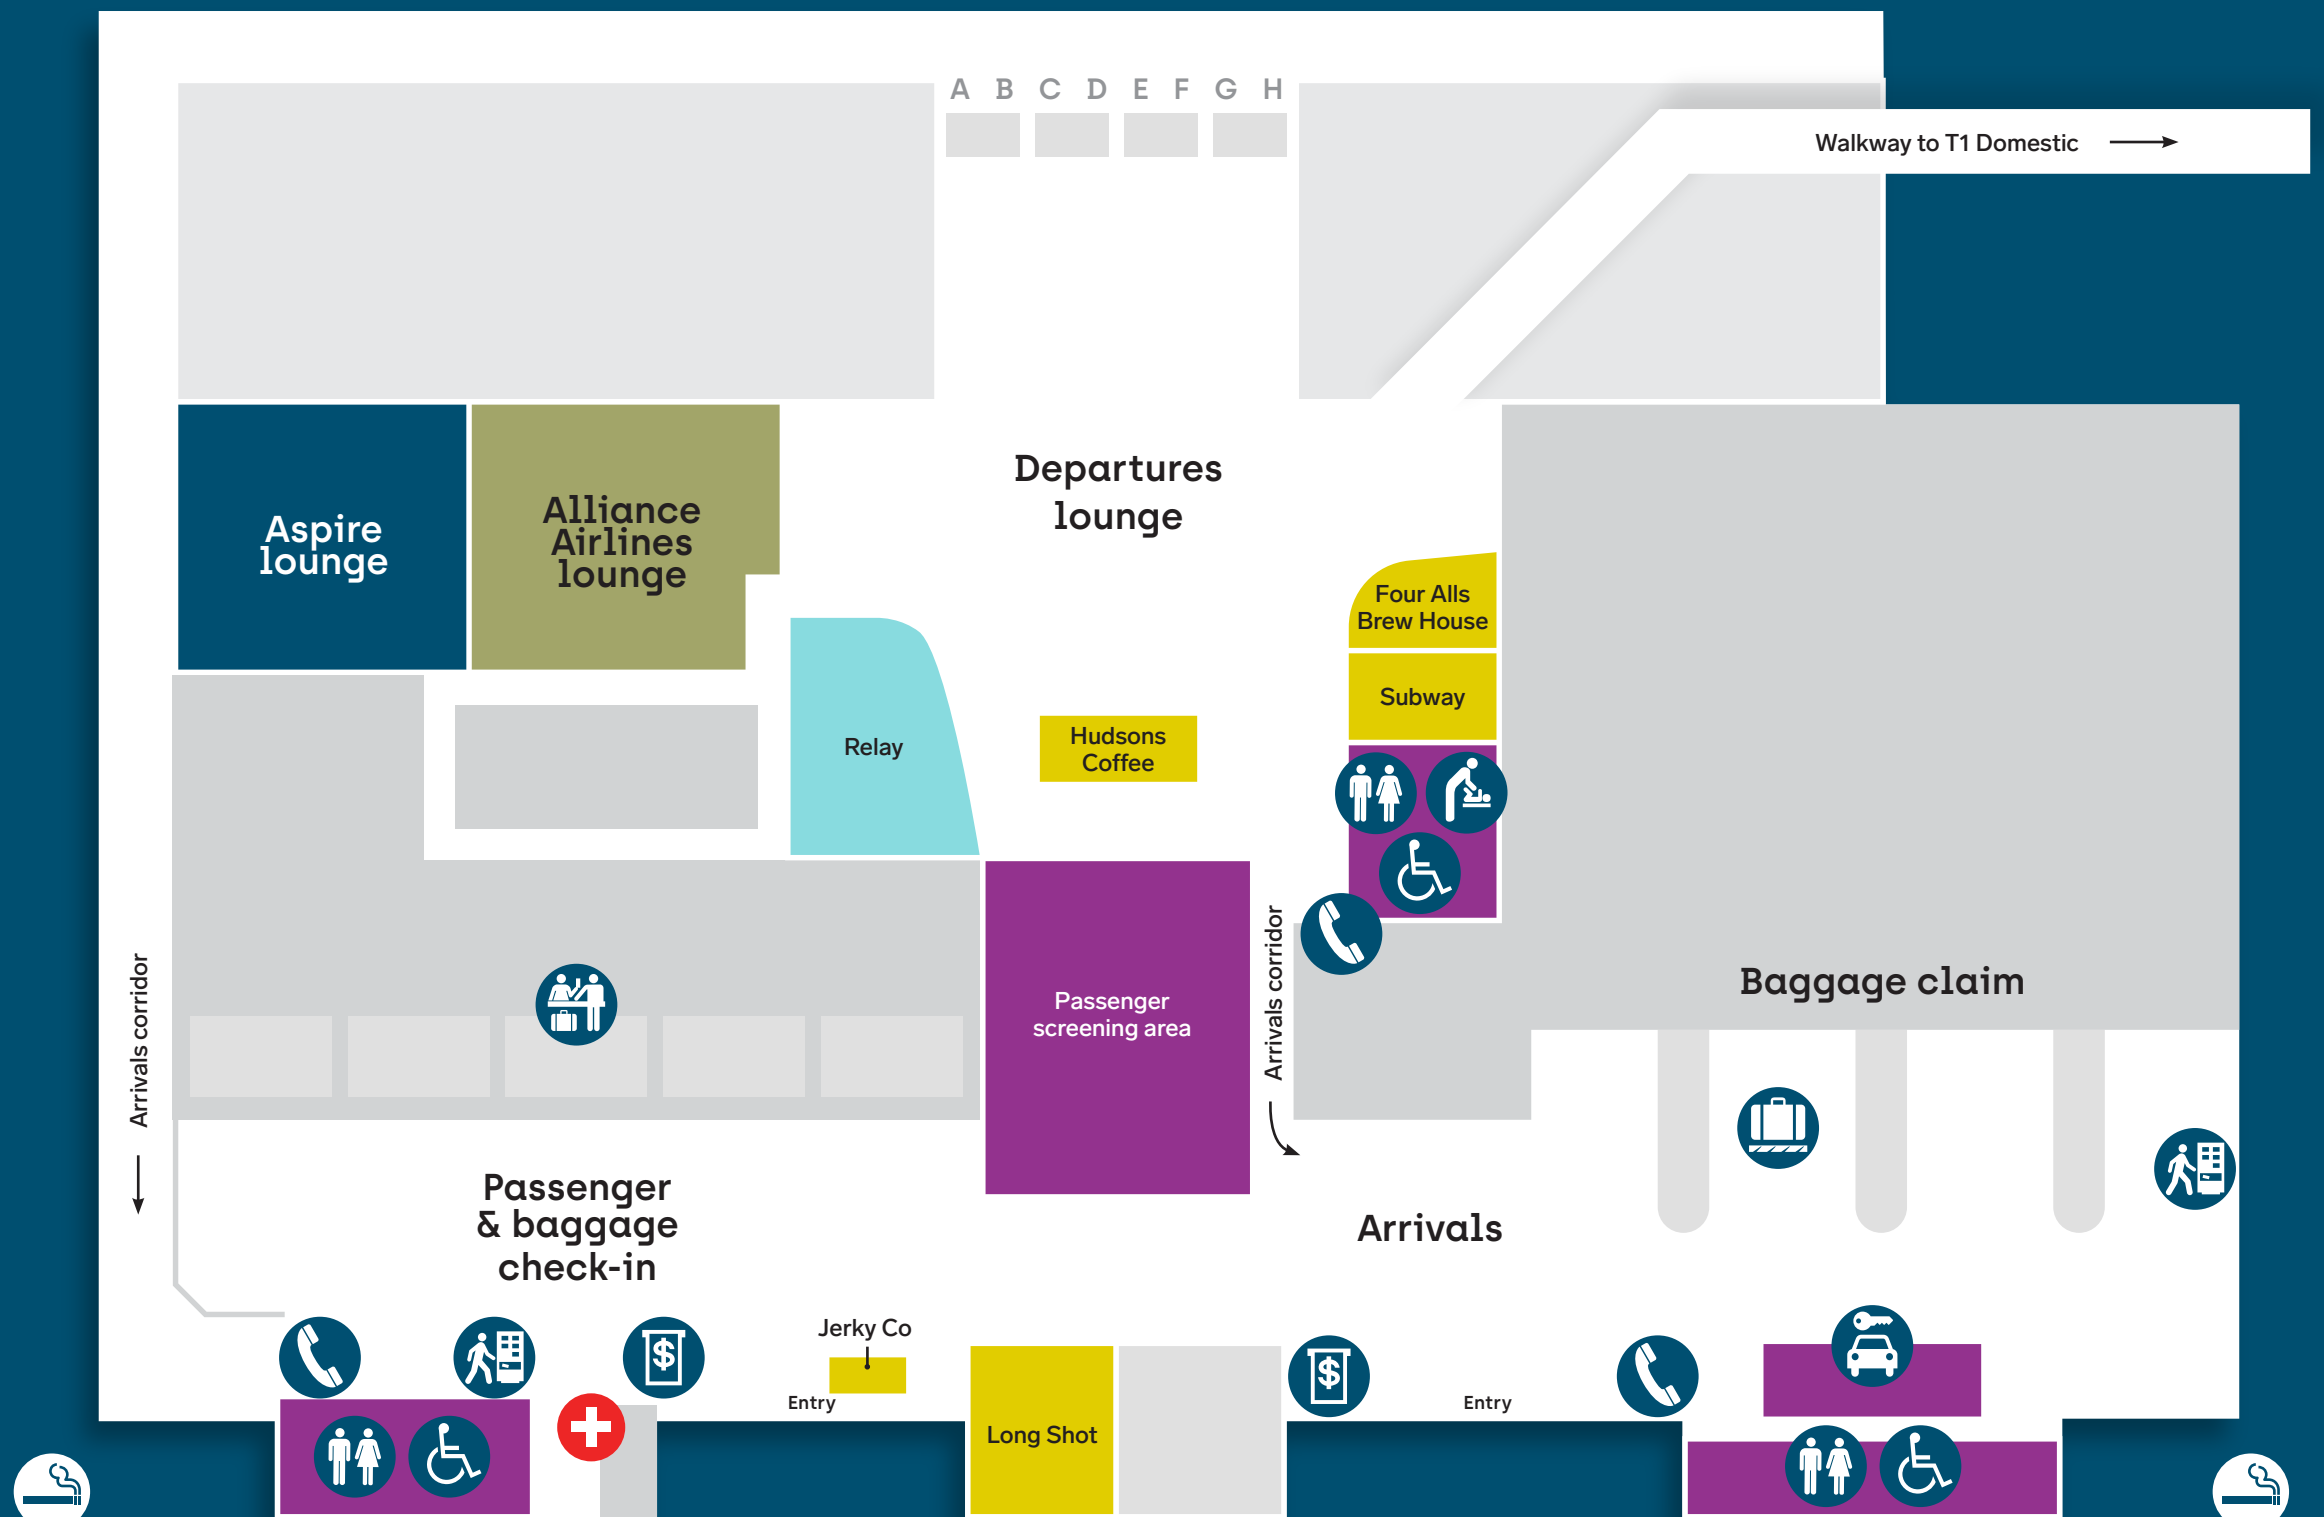 A B C D E F G H
Walkway to T1 Domestic
Departures
lounge
Aspire
lounge
Alliance
Airlines
lounge
Four Alls
Brew House
Subway
Relay
Hudsons
Coffee
Arrivals corridor
Passenger
screening area
Arrivals corridor
Baggage claim
Passenger
& baggage
check-in
Arrivals
$
Jerky Co
Entry
Long Shot
$
Entry